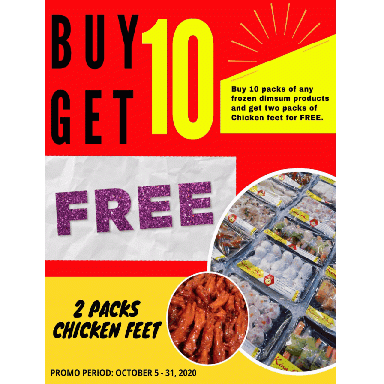 BUY 10
GET
Buy 10 packs of any
frozen dimsum products
and get two packs of
Chicken feet for FREE.
FREE
2 PACKS
CHICKEN FEET
PROMO PERIOD: OCTOBER 5 - 31, 2020